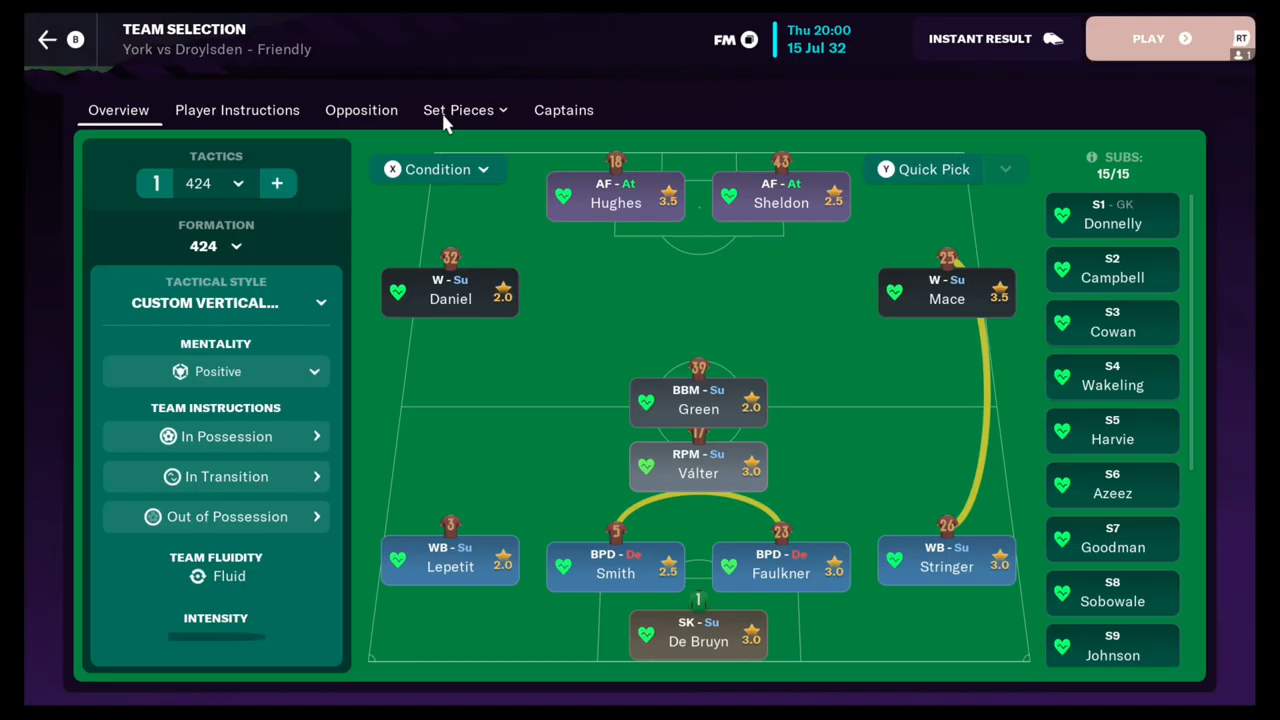 B
TEAM SELECTION
York vs Droylsden - Friendly
FM
Thu 20:00
15 Jul 32
INSTANT RESULT
PLAY
RT
1
Overview
Player Instructions
Opposition
Set Pieces
Captains
TACTICS
1
424
+
FORMATION
424
TACTICAL STYLE
CUSTOM VERTICAL...
MENTALITY
Positive
TEAM INSTRUCTIONS
In Possession
In Transition
Out of Possession
TEAM FLUIDITY
Fluid
INTENSITY
X Condition
Y Quick Pick
18
AF - At
Hughes
3.5
43
AF - At
Sheldon
2.5
32
W - Su
Daniel
2.0
25
W - Su
Mace
3.5
39
BBM - Su
Green
2.0
17
RPM - Su
Válter
3.0
3
WB - Su
Lepetit
2.0
5
BPD - De
Smith
2.5
23
BPD - De
Faulkner
3.0
26
WB - Su
Stringer
3.0
1
SK - Su
De Bruyn
3.0
SUBS:
15/15
S1 - GK
Donnelly
S2
Campbell
S3
Cowan
S4
Wakeling
S5
Harvie
S6
Azeez
S7
Goodman
S8
Sobowale
S9
Johnson